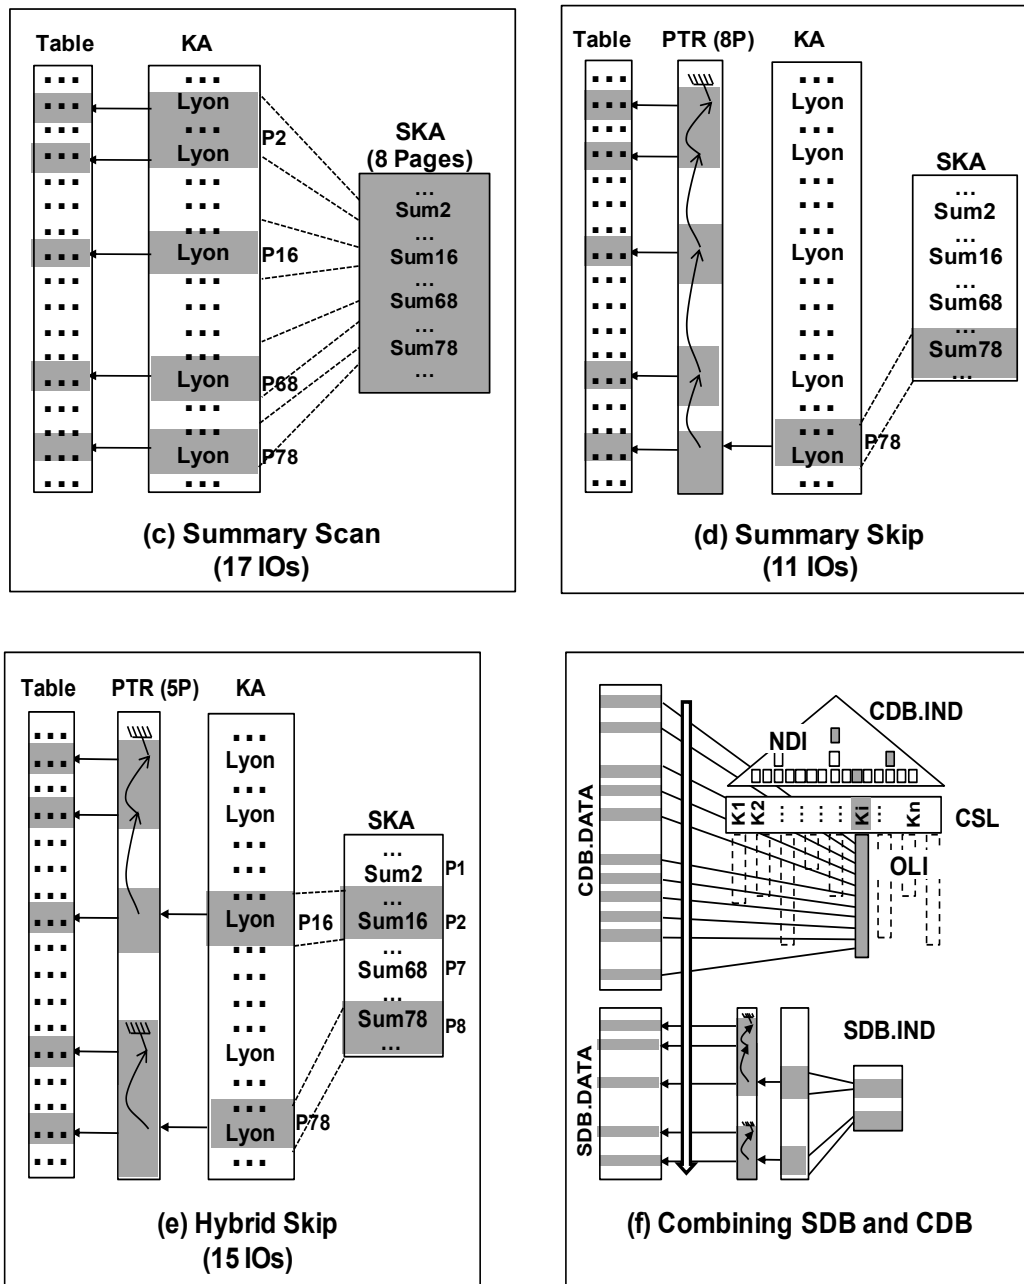 Table KA
...
Lyon
...
P2
Lyon
...
...
Lyon
P16
...
...
...
Lyon
P68
...
Lyon
P78
...
SKA
(8 Pages)
...
Sum2
...
Sum16
...
Sum68
...
Sum78
...
(c) Summary Scan
(17 IOs)
Table PTR (8P) KA
...
Lyon
...
Lyon
...
...
Lyon
...
...
...
Lyon
...
...
Lyon
P78
...
SKA
...
Sum2
...
Sum16
...
Sum68
...
Sum78
...
(d) Summary Skip
(11 IOs)
Table PTR (5P) KA
...
Lyon
...
Lyon
...
...
Lyon
P16
...
...
...
Lyon
...
Lyon
P78
...
SKA
...
Sum2 P1
...
Sum16 P2
...
Sum68 P7
...
Sum78 P8
...
(e) Hybrid Skip
(15 IOs)
CDB.IND
NDI
K1 K2 Ki Kn
CSL
OLI
CDB.DATA
SDB.IND
SDB.DATA
(f) Combining SDB and CDB